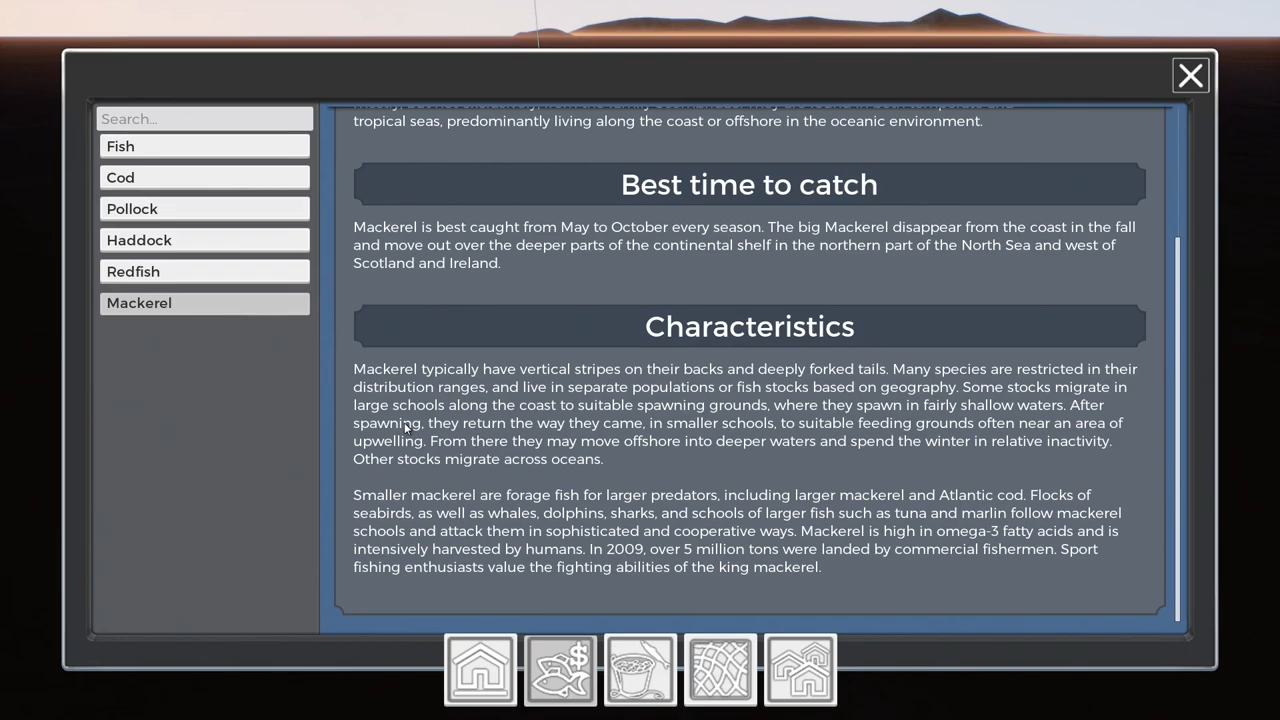 Search...
Fish
Cod
Pollock
Haddock
Redfish
Mackerel
tropical seas, predominantly living along the coast or offshore in the oceanic environment.
Best time to catch
Mackerel is best caught from May to October every season. The big Mackerel disappear from the coast in the fall
and move out over the deeper parts of the continental shelf in the northern part of the North Sea and west of
Scotland and Ireland.
Characteristics
Mackerel typically have vertical stripes on their backs and deeply forked tails. Many species are restricted in their
distribution ranges, and live in separate populations or fish stocks based on geography. Some stocks migrate in
large schools along the coast to suitable spawning grounds, where they spawn in fairly shallow waters. After
spawning, they return the way they came, in smaller schools, to suitable feeding grounds often near an area of
upwelling. From there they may move offshore into deeper waters and spend the winter in relative inactivity.
Other stocks migrate across oceans.
Smaller mackerel are forage fish for larger predators, including larger mackerel and Atlantic cod. Flocks of
seabirds, as well as whales, dolphins, sharks, and schools of larger fish such as tuna and marlin follow mackerel
schools and attack them in sophisticated and cooperative ways. Mackerel is high in omega-3 fatty acids and is
intensively harvested by humans. In 2009, over 5 million tons were landed by commercial fishermen. Sport
fishing enthusiasts value the fighting abilities of the king mackerel.
$